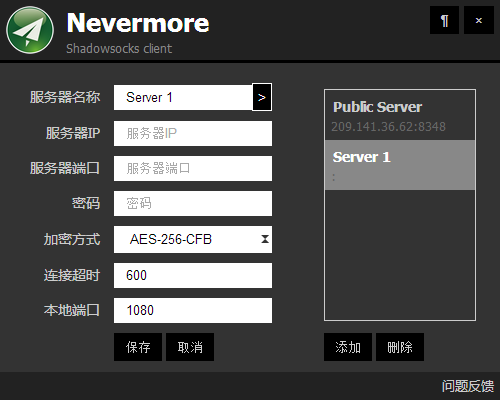 Nevermore
¶ ×
Shadowsocks client
服务器名称 Server 1 >
服务器IP 服务器IP
服务器端口 服务器端口
密码 密码
加密方式 AES-256-CFB
连接超时 600
本地端口 1080
保存 取消
Public Server
209.141.36.62:8348
Server 1
:
添加 删除
问题反馈